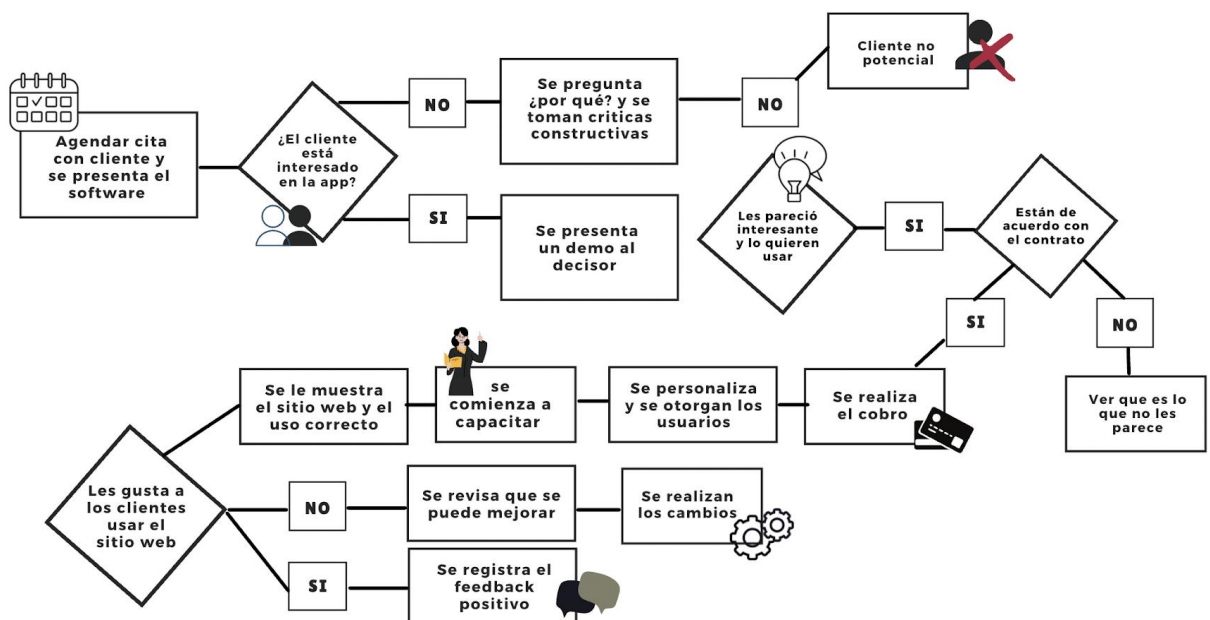 Agendar cita
con cliente y
se presenta el
software
¿El cliente
está
interesado
en la app?
NO
Se pregunta
¿por qué? y se
toman criticas
constructivas
NO
Cliente no
potencial
SI
Se presenta
un demo al
decisor
Les pareció
interesante
y lo quieren
usar
SI
Están de
acuerdo con
el contrato
SI
NO
Ver que es lo
que no les
parece
Se realiza
el cobro
Se personaliza
y se otorgan los
usuarios
se
comienza a
capacitar
Se le muestra
el sitio web y el
uso correcto
Les gusta a
los clientes
usar el
sitio web
NO
Se revisa que se
puede mejorar
Se realizan
los cambios
SI
Se registra el
feedback
positivo